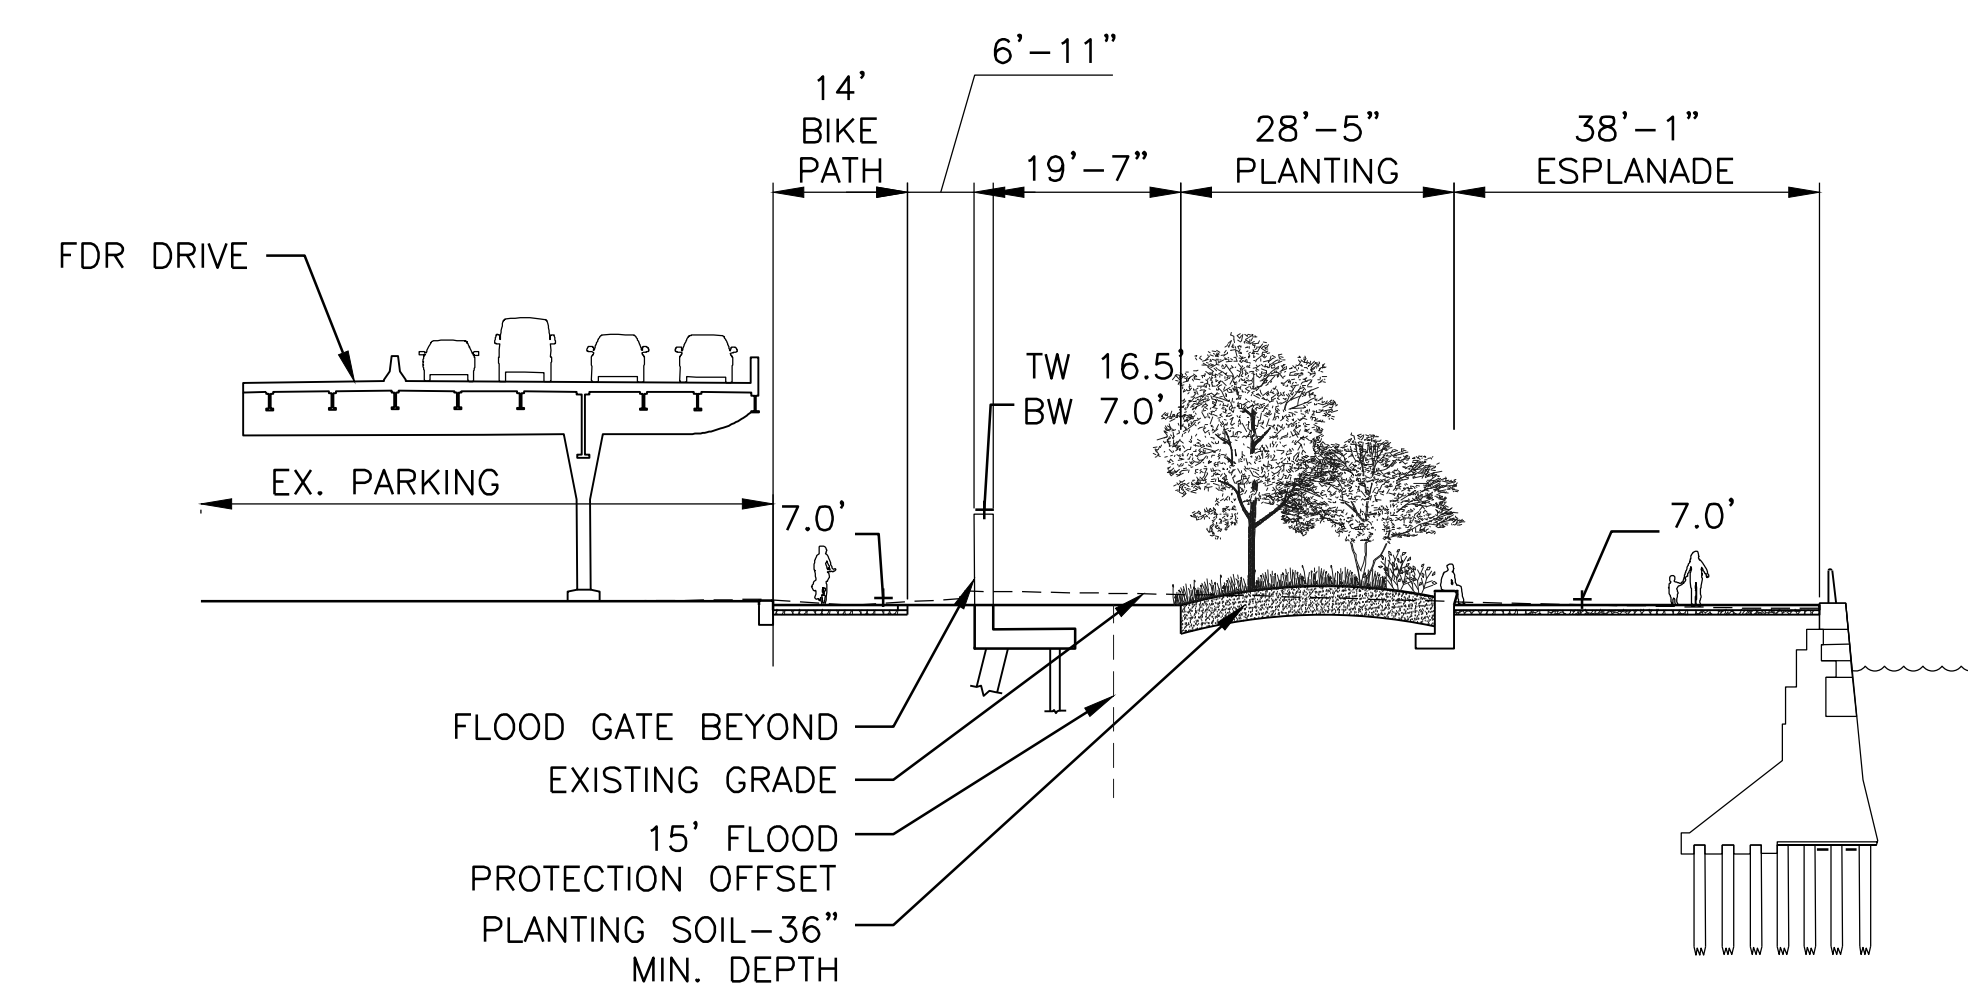 6'-11"
14'
BIKE
PATH
19'-7"
28'-5"
PLANTING
38'-1"
ESPLANADE
FDR DRIVE
TW 16.5'
BW 7.0'
EX. PARKING
7.0'
7.0'
FLOOD GATE BEYOND
EXISTING GRADE
15' FLOOD
PROTECTION OFFSET
PLANTING SOIL-36"
MIN. DEPTH